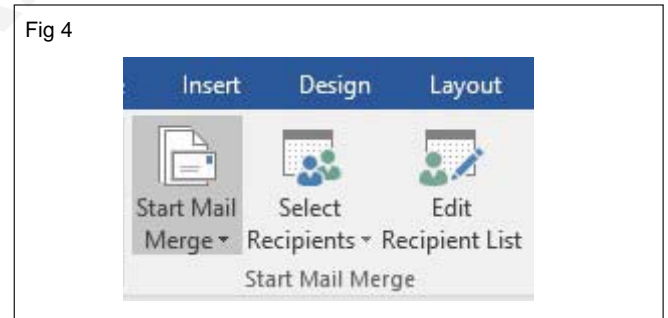 Fig 4
Insert Design Layout
Start Mail Merge Select Recipients Edit Recipient List
Start Mail Merge